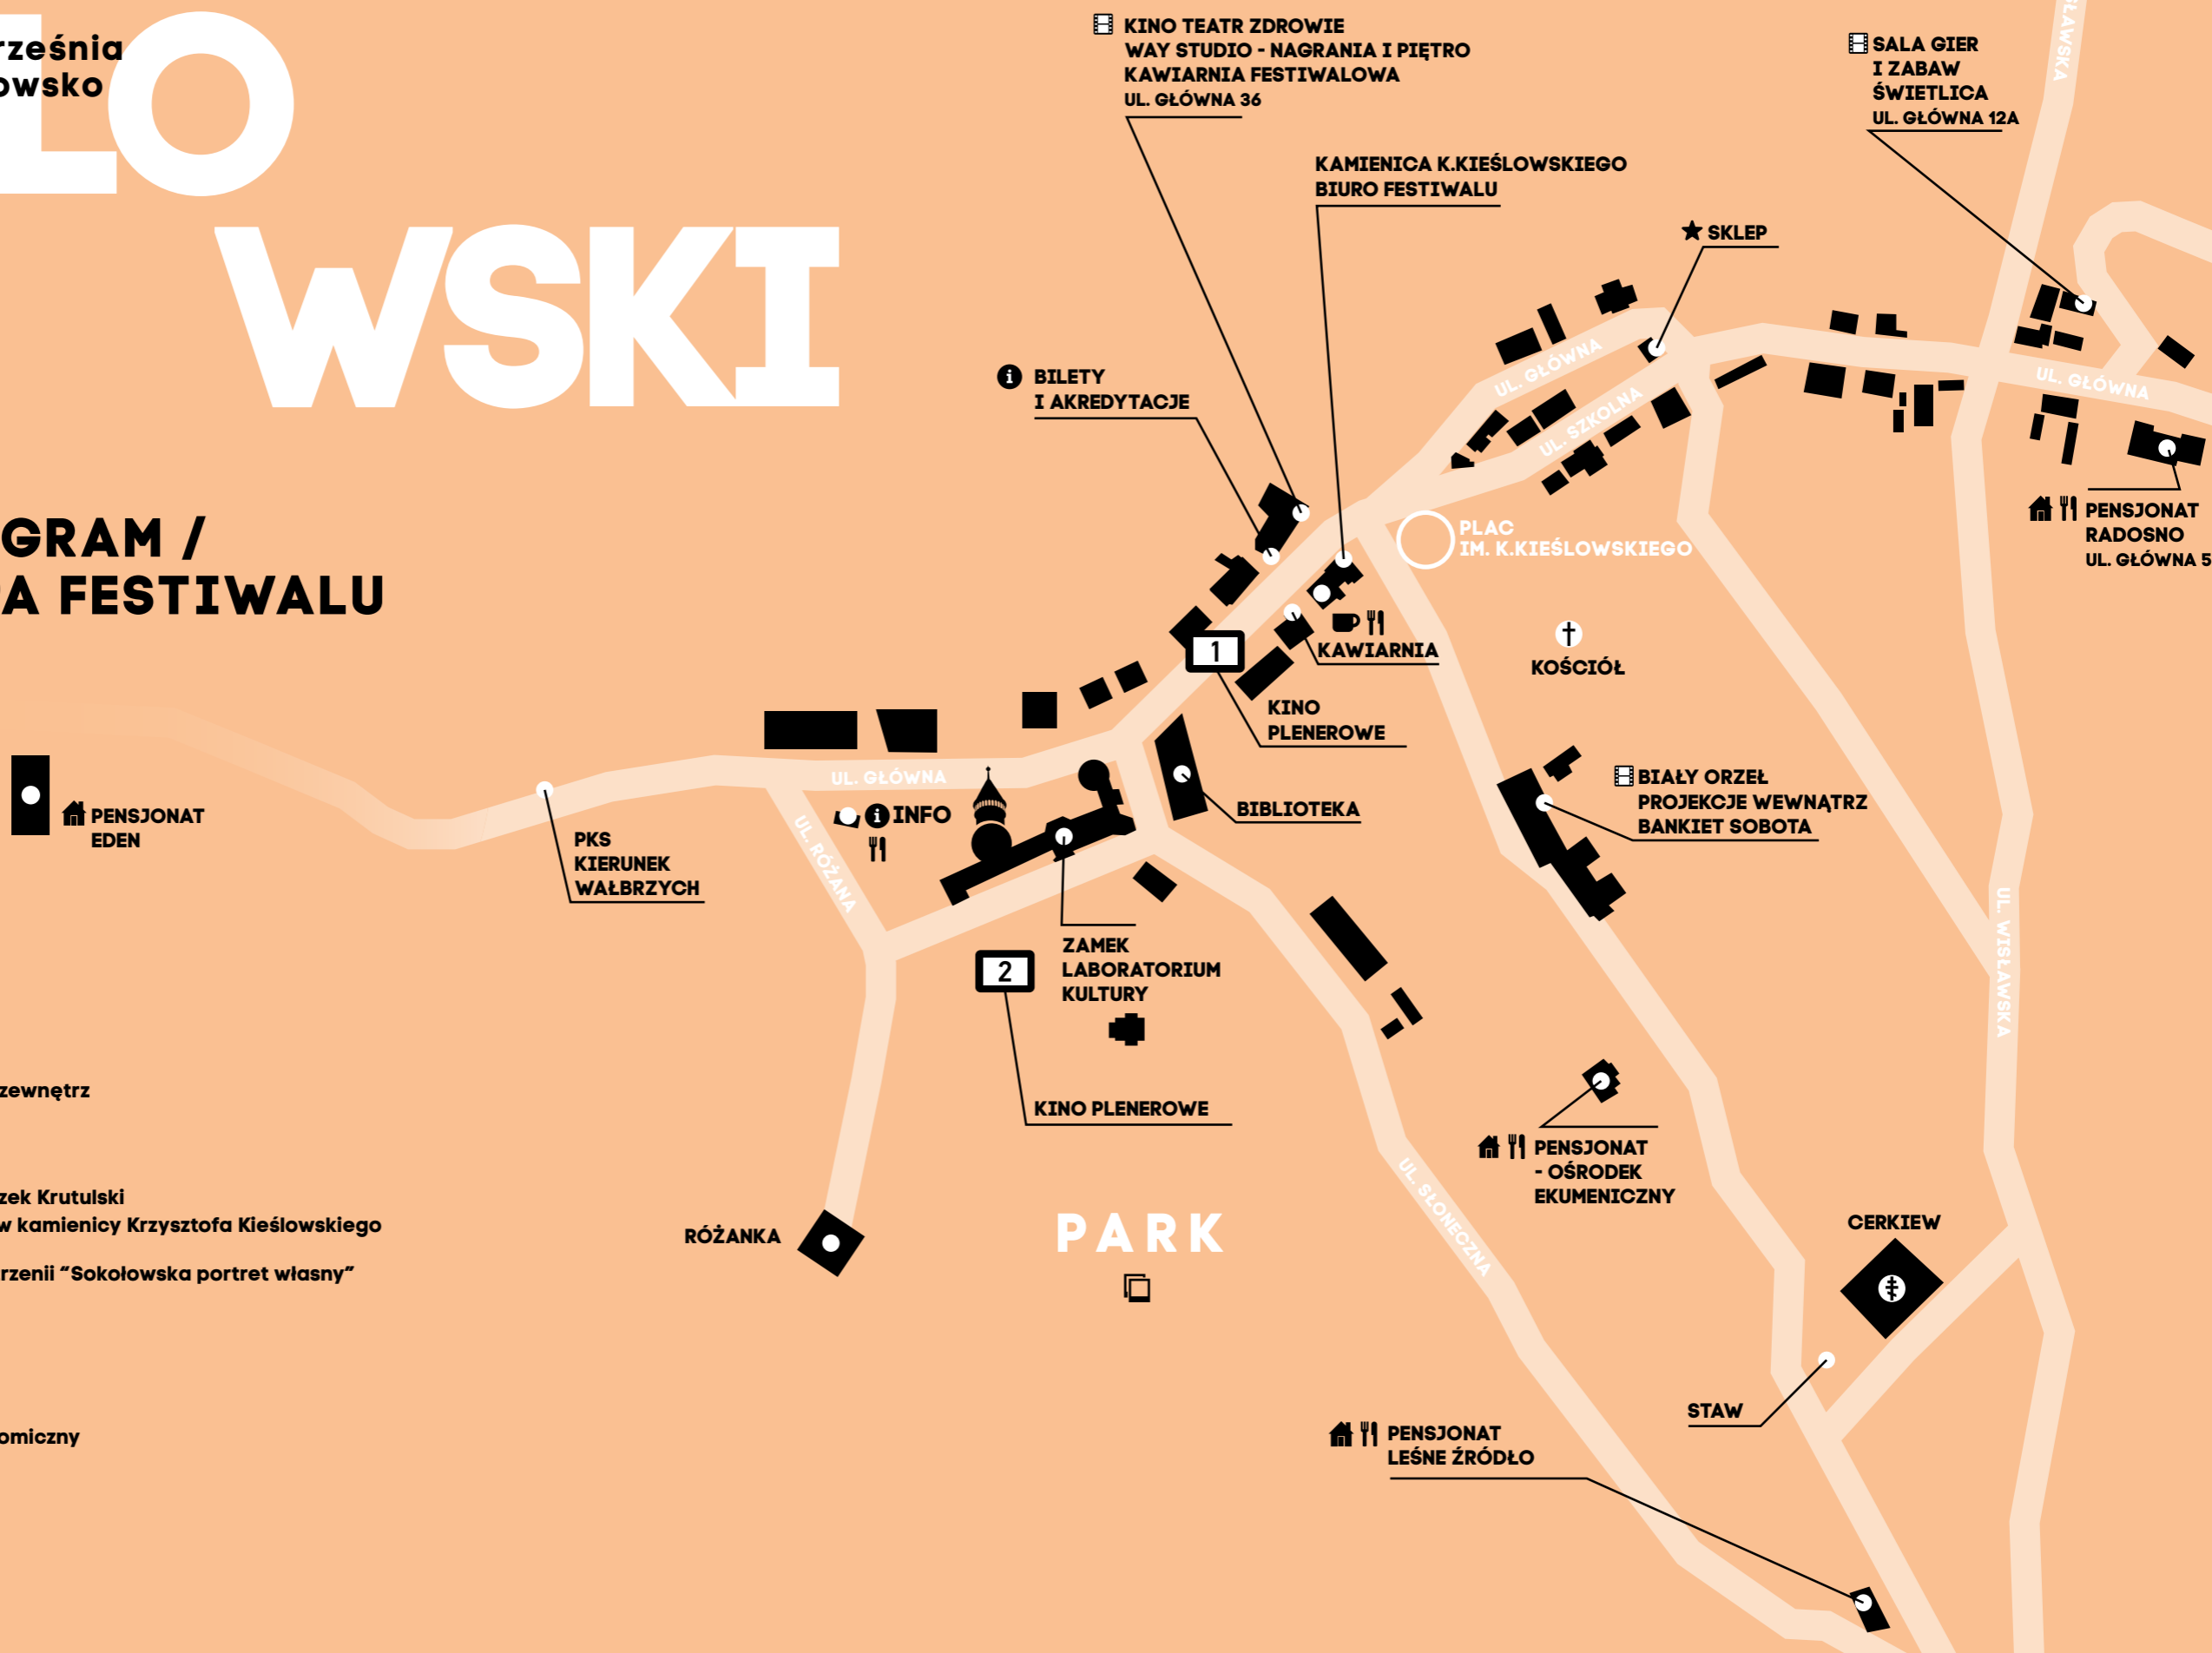 LO
rześnia
owsko
WSKI
GRAM /
A FESTIWALU
zewnętrz
zek Krutulski
w kamienicy Krzysztofa Kieślowskiego
rzenii “Sokołowska portret własny”
omiczny
KINO TEATR ZDROWIE
WAY STUDIO - NAGRANIA I PIĘTRO
KAWIARNIA FESTIWALOWA
UL. GŁÓWNA 36
SALA GIER
I ZABAW
ŚWIETLICA
UL. GŁÓWNA 12A
KAMIENICA K.KIEŚLOWSKIEGO
BIURO FESTIWALU
SKLEP
BILETY
I AKREDYTACJE
UL. GŁÓWNA
UL. SZKOLNA
UL. GŁÓWNA
PENSJONAT
RADOSNO
UL. GŁÓWNA 5
PLAC
IM. K.KIEŚLOWSKIEGO
KOŚCIÓŁ
KAWIARNIA
1
KINO
PLENEROWE
BIBLIOTEKA
BIAŁY ORZEŁ
PROJEKCJE WEWNĄTRZ
BANKIET SOBOTA
PENSJONAT
EDEN
PKS
KIERUNEK
WAŁBRZYCH
UL. GŁÓWNA
INFO
UL. RÓŻANA
ZAMEK
LABORATORIUM
KULTURY
2
KINO PLENEROWE
UL. WISŁAWSKA
PENSJONAT
- OŚRODEK
EKUMENICZNY
RÓŻANKA
PARK
UL. SŁONECZNA
CERKIEW
STAW
PENSJONAT
LEŚNE ŹRÓDŁO